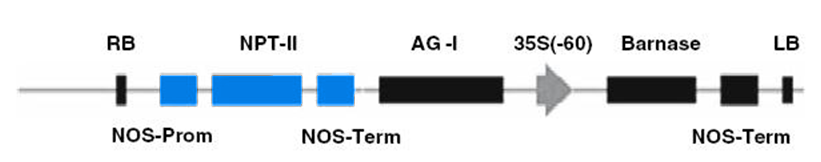 RB NPT-II AG -I 35S(-60) Barnase LB
NOS-Prom NOS-Term NOS-Term